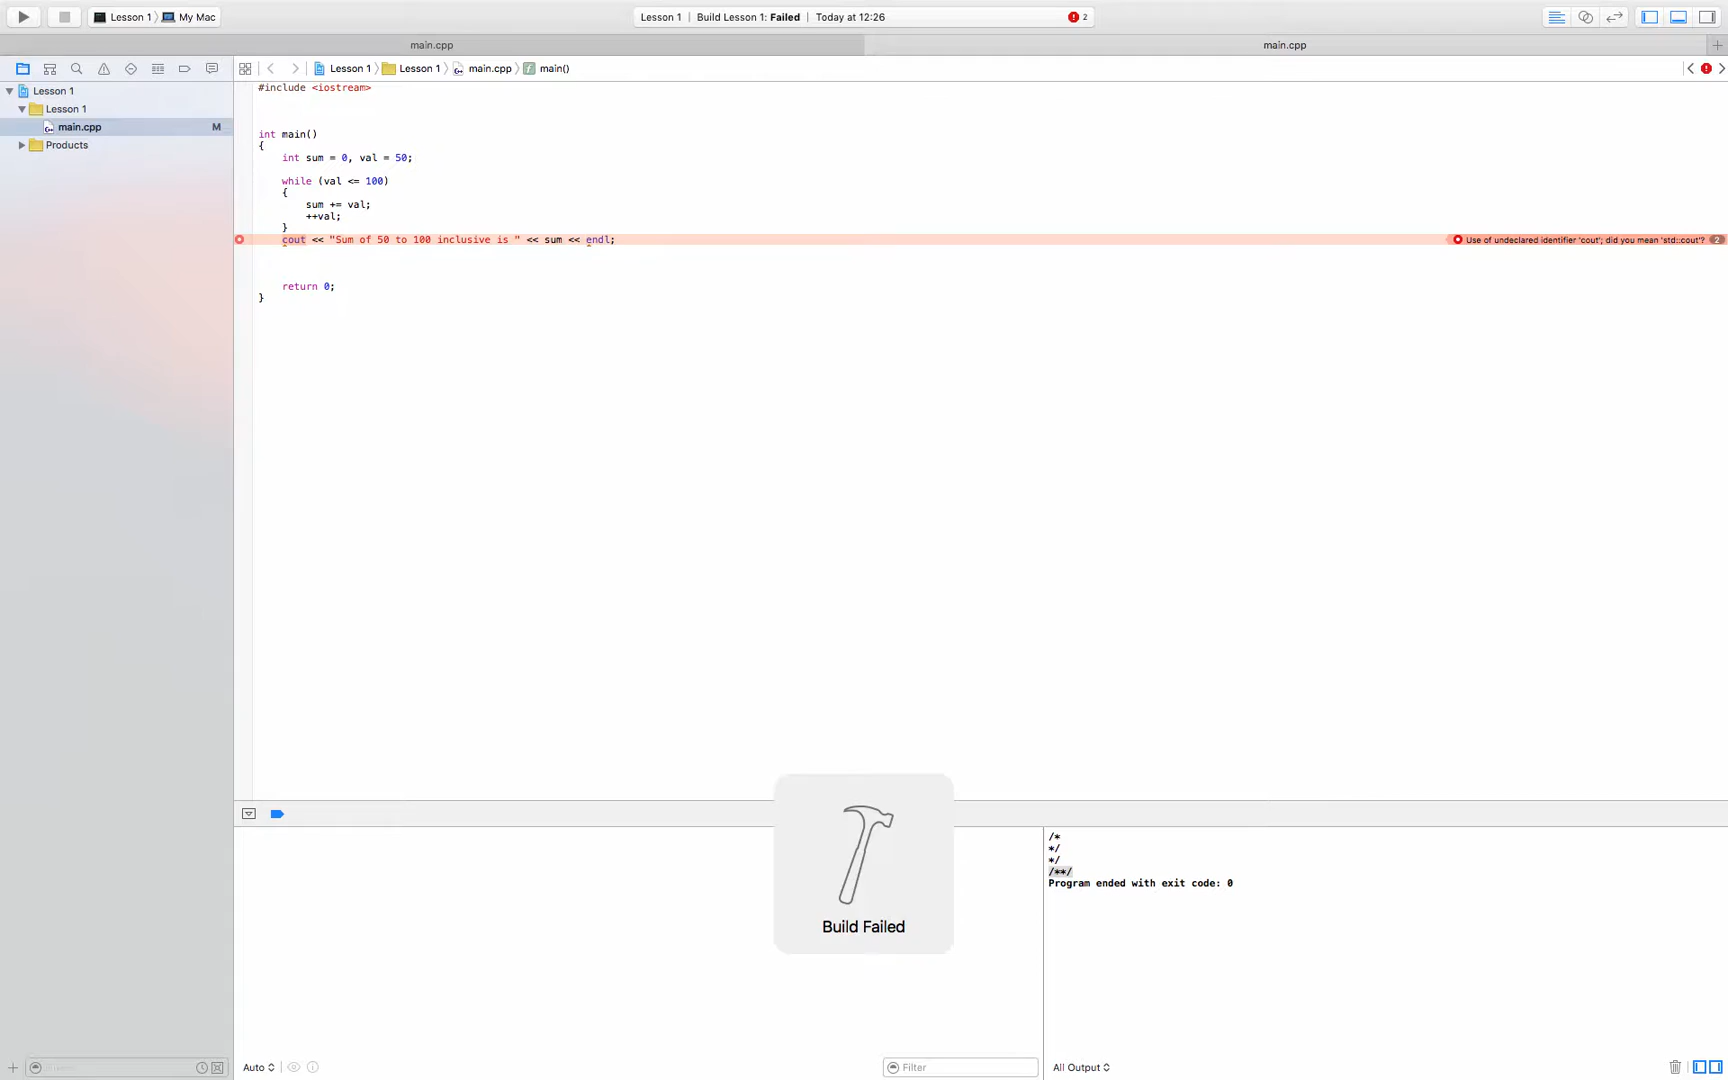 Lesson 1 My Mac
Lesson 1 Build Lesson 1: Failed Today at 12:26 2
main.cpp main.cpp
Lesson 1 Lesson 1 main.cpp main()
Lesson 1
Lesson 1
main.cpp M
Products
#include <iostream>
int main()
{
int sum = 0, val = 50;
while (val <= 100)
{
sum += val;
++val;
}
cout << "Sum of 50 to 100 inclusive is " << sum << endl;
Use of undeclared identifier 'cout'; did you mean 'std::cout'? 2
return 0;
}
/*
*/
*/
/**/
Program ended with exit code: 0
Build Failed
Auto
Filter
All Output